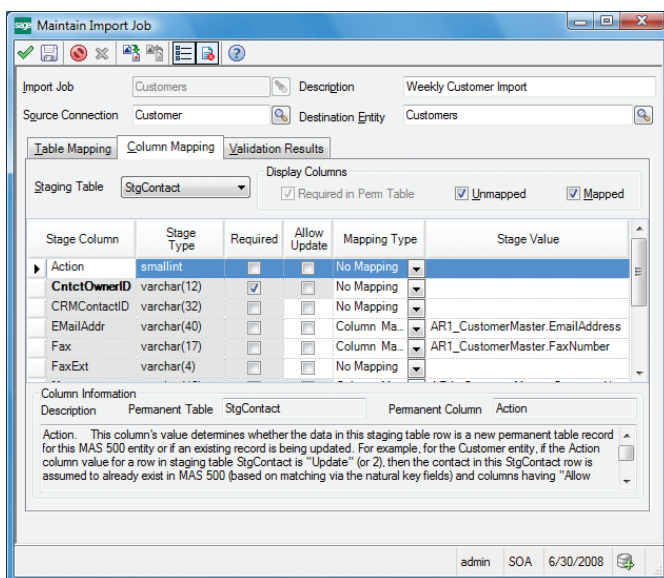 sage Maintain Import Job
Import Job Customers Description Weekly Customer Import
Source Connection Customer Destination Entity Customers
Table Mapping Column Mapping Validation Results
Display Columns
Staging Table StgContact Required in Perm Table Unmapped Mapped
Stage Column Stage Type Required Allow Update Mapping Type Stage Value
Action smallint No Mapping
CntctOwnerID varchar(12) No Mapping
CRMContactID varchar(32) No Mapping
EMailAddr varchar(40) Column Ma... AR1_CustomerMaster.EmailAddress
Fax varchar(17) Column Ma... AR1_CustomerMaster.FaxNumber
FaxExt varchar(4) No Mapping
Column Information
Description Permanent Table StgContact Permanent Column Action
Action. This column's value determines whether the data in this staging table row is a new permanent table record
for this MAS 500 entity or if an existing record is being updated. For example, for the Customer entity, if the Action
column value for a row in staging table StgContact is "Update" (or 2), then the contact in this StgContact row is
assumed to already exist in MAS 500 (based on matching via the natural key fields) and columns having "Allow
admin SOA 6/30/2008